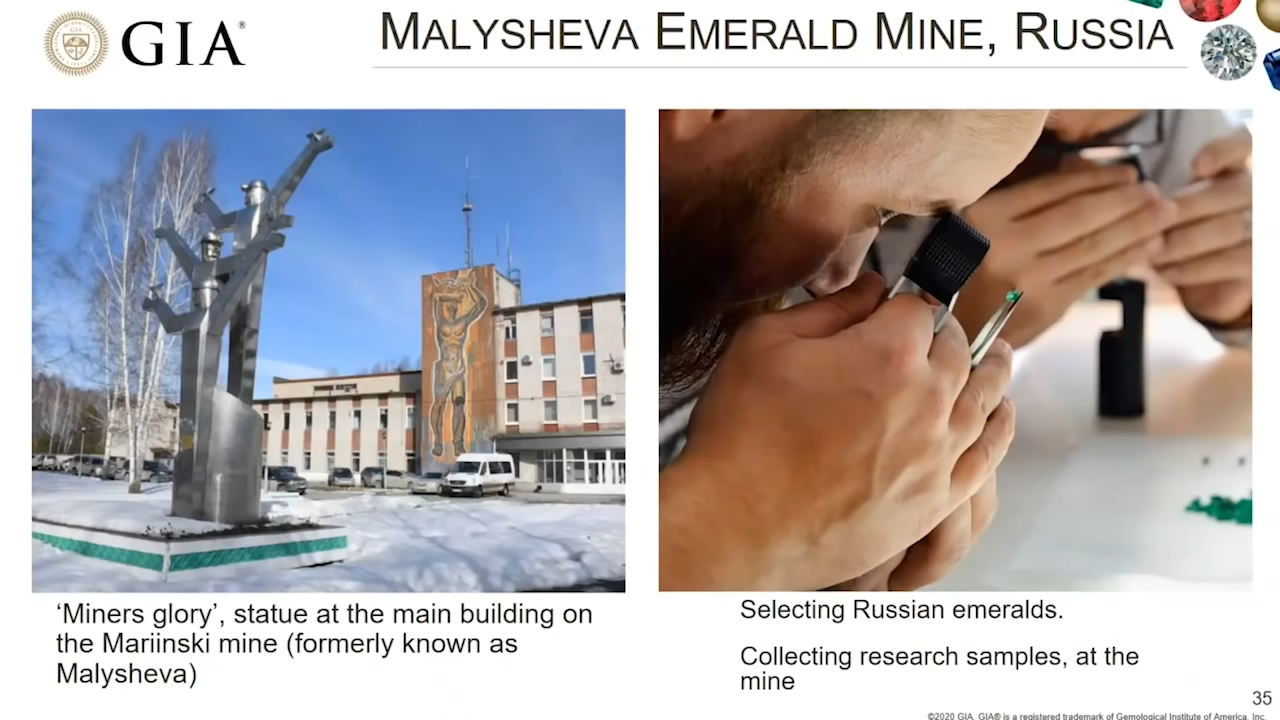 GIA®
MALYSHEVA EMERALD MINE, RUSSIA
‘Miners glory’, statue at the main building on
the Mariinski mine (formerly known as
Malysheva)
Selecting Russian emeralds.
Collecting research samples, at the
mine
35
©2020 GIA. GIA® is a registered trademark of Gemological Institute of America, Inc.